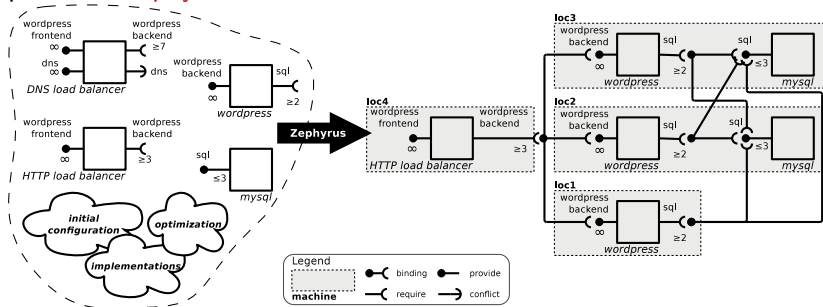 wordpress
frontend
wordpress
backend
∞
≥7
dns
∞
dns
DNS load balancer
wordpress
backend
sql
∞
≥2
wordpress
wordpress
frontend
wordpress
backend
∞
≥3
HTTP load balancer
sql
≤3
mysql
initial
configuration
optimization
implementations
Zephyrus
loc4
wordpress
frontend
wordpress
backend
∞
≥3
HTTP load balancer
loc3
wordpress
backend
sql
sql
∞
≥2
≤3
wordpress
mysql
loc2
wordpress
backend
sql
sql
∞
≥2
≤3
wordpress
mysql
loc1
wordpress
backend
sql
∞
≥2
wordpress
Legend
machine
binding
provide
require
conflict